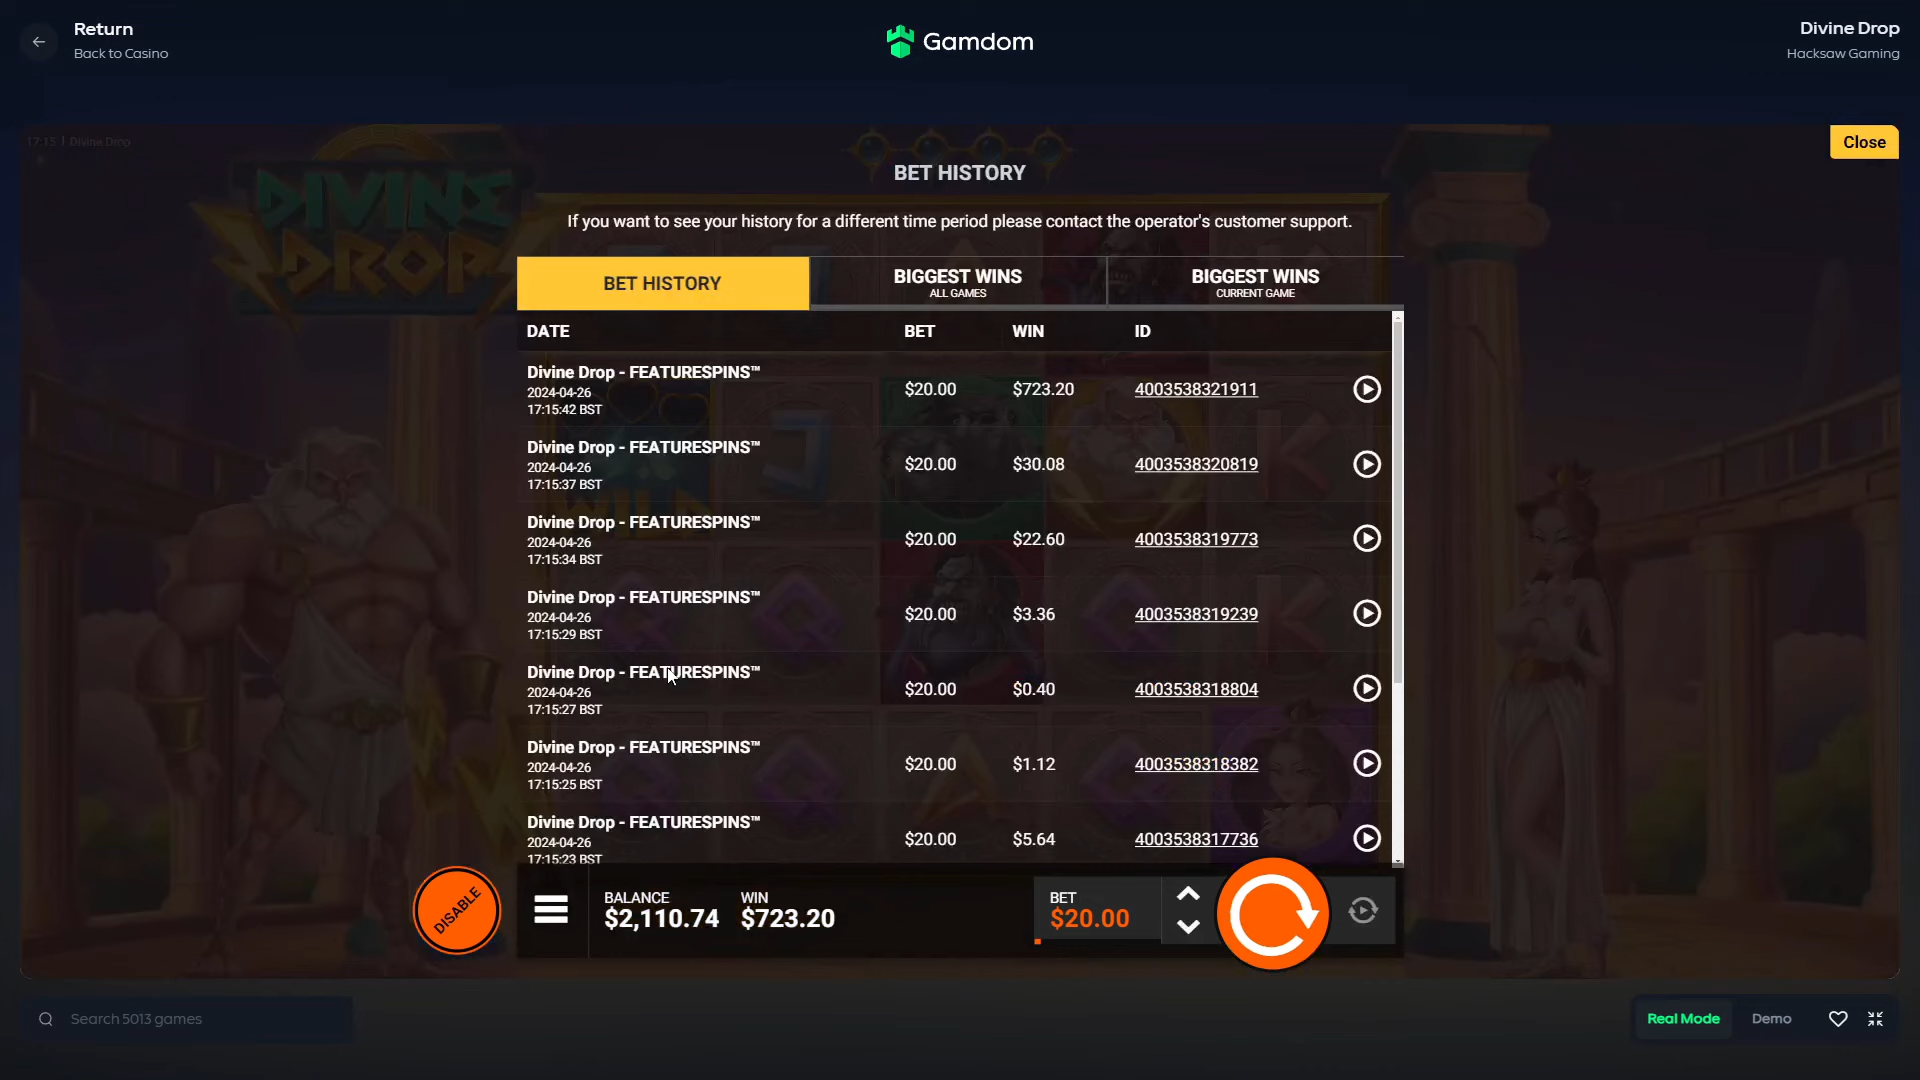 Return
Back to Casino
Gamdom
Divine Drop
Hacksaw Gaming
17:15 | Divine Drop
Close
DIVINE
DROP
BET HISTORY
If you want to see your history for a different time period please contact the operator's customer support.
BET HISTORY
BIGGEST WINS
ALL GAMES
BIGGEST WINS
CURRENT GAME
DATE BET WIN ID
Divine Drop - FEATURESPINS™
2024-04-26
17:15:42 BST
$20.00 $723.20 4003538321911
Divine Drop - FEATURESPINS™
2024-04-26
17:15:37 BST
$20.00 $30.08 4003538320819
Divine Drop - FEATURESPINS™
2024-04-26
17:15:34 BST
$20.00 $22.60 4003538319773
Divine Drop - FEATURESPINS™
2024-04-26
17:15:29 BST
$20.00 $3.36 4003538319239
Divine Drop - FEATURESPINS™
2024-04-26
17:15:27 BST
$20.00 $0.40 4003538318804
Divine Drop - FEATURESPINS™
2024-04-26
17:15:25 BST
$20.00 $1.12 4003538318382
Divine Drop - FEATURESPINS™
2024-04-26
17:15:23 BST
$20.00 $5.64 4003538317736
WILD
J
K
K
DISABLE
BALANCE
$2,110.74
WIN
$723.20
BET
$20.00
Search 5013 games
Real Mode
Demo